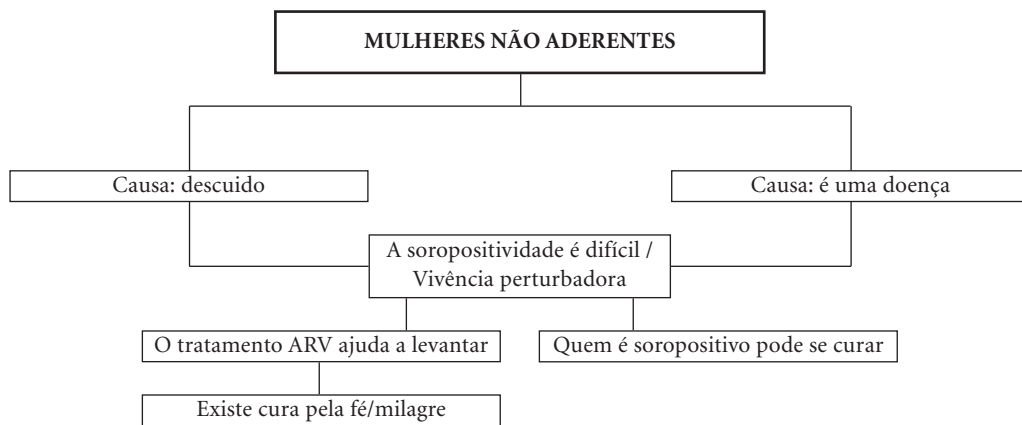 MULHERES NÃO ADERENTES
Causa: descuido
Causa: é uma doença
A soropositividade é difícil /
Vivência perturbadora
O tratamento ARV ajuda a levantar
Quem é soropositivo pode se curar
Existe cura pela fé/milagre